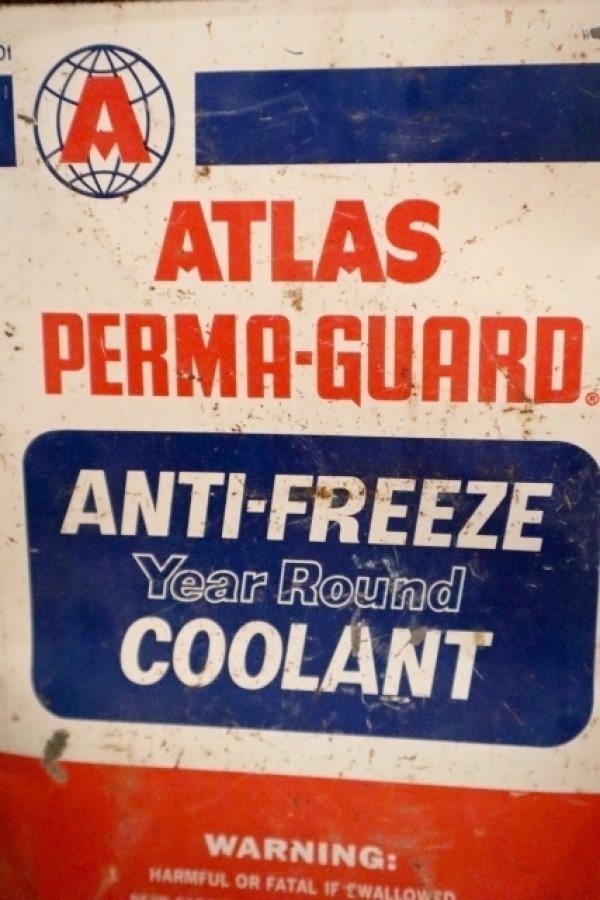 A
ATLAS
PERMA-GUARD®
ANTI-FREEZE
Year Round
COOLANT
WARNING:
HARMFUL OR FATAL IF SWALLOWED